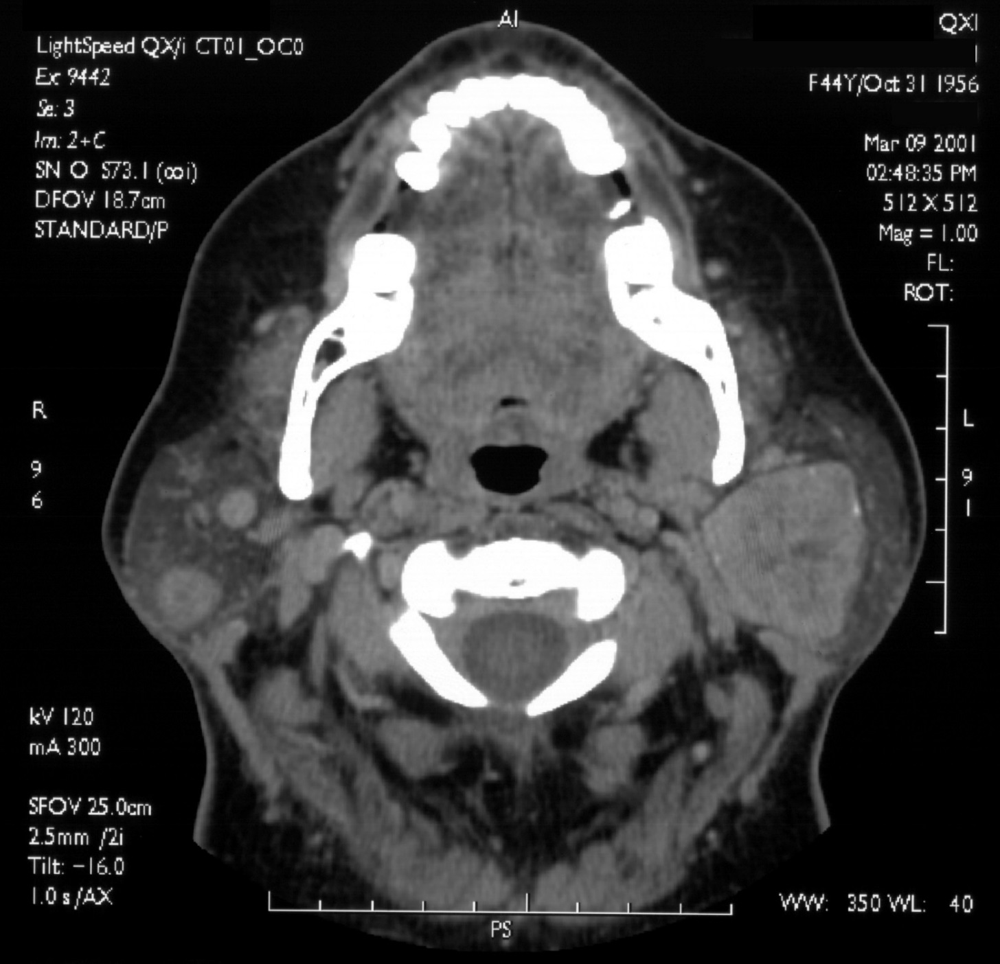 AI
LightSpeed QX/i CT01_OC0
Ex: 9442
Se: 3
Im: 2+C
SN O S73.1 (coi)
DFOV 18.7cm
STANDARD/P
QXI
F44Y/Oct 31 1956
Mar 09 2001
02:48:35 PM
512 X 512
Mag = 1.00
FL:
ROT:
R
9
6
L
9
1
kV 120
mA 300
SFOV 25.0cm
2.5mm /2i
Tilt: -16.0
1.0 s /AX
PS
WW: 350 WL: 40